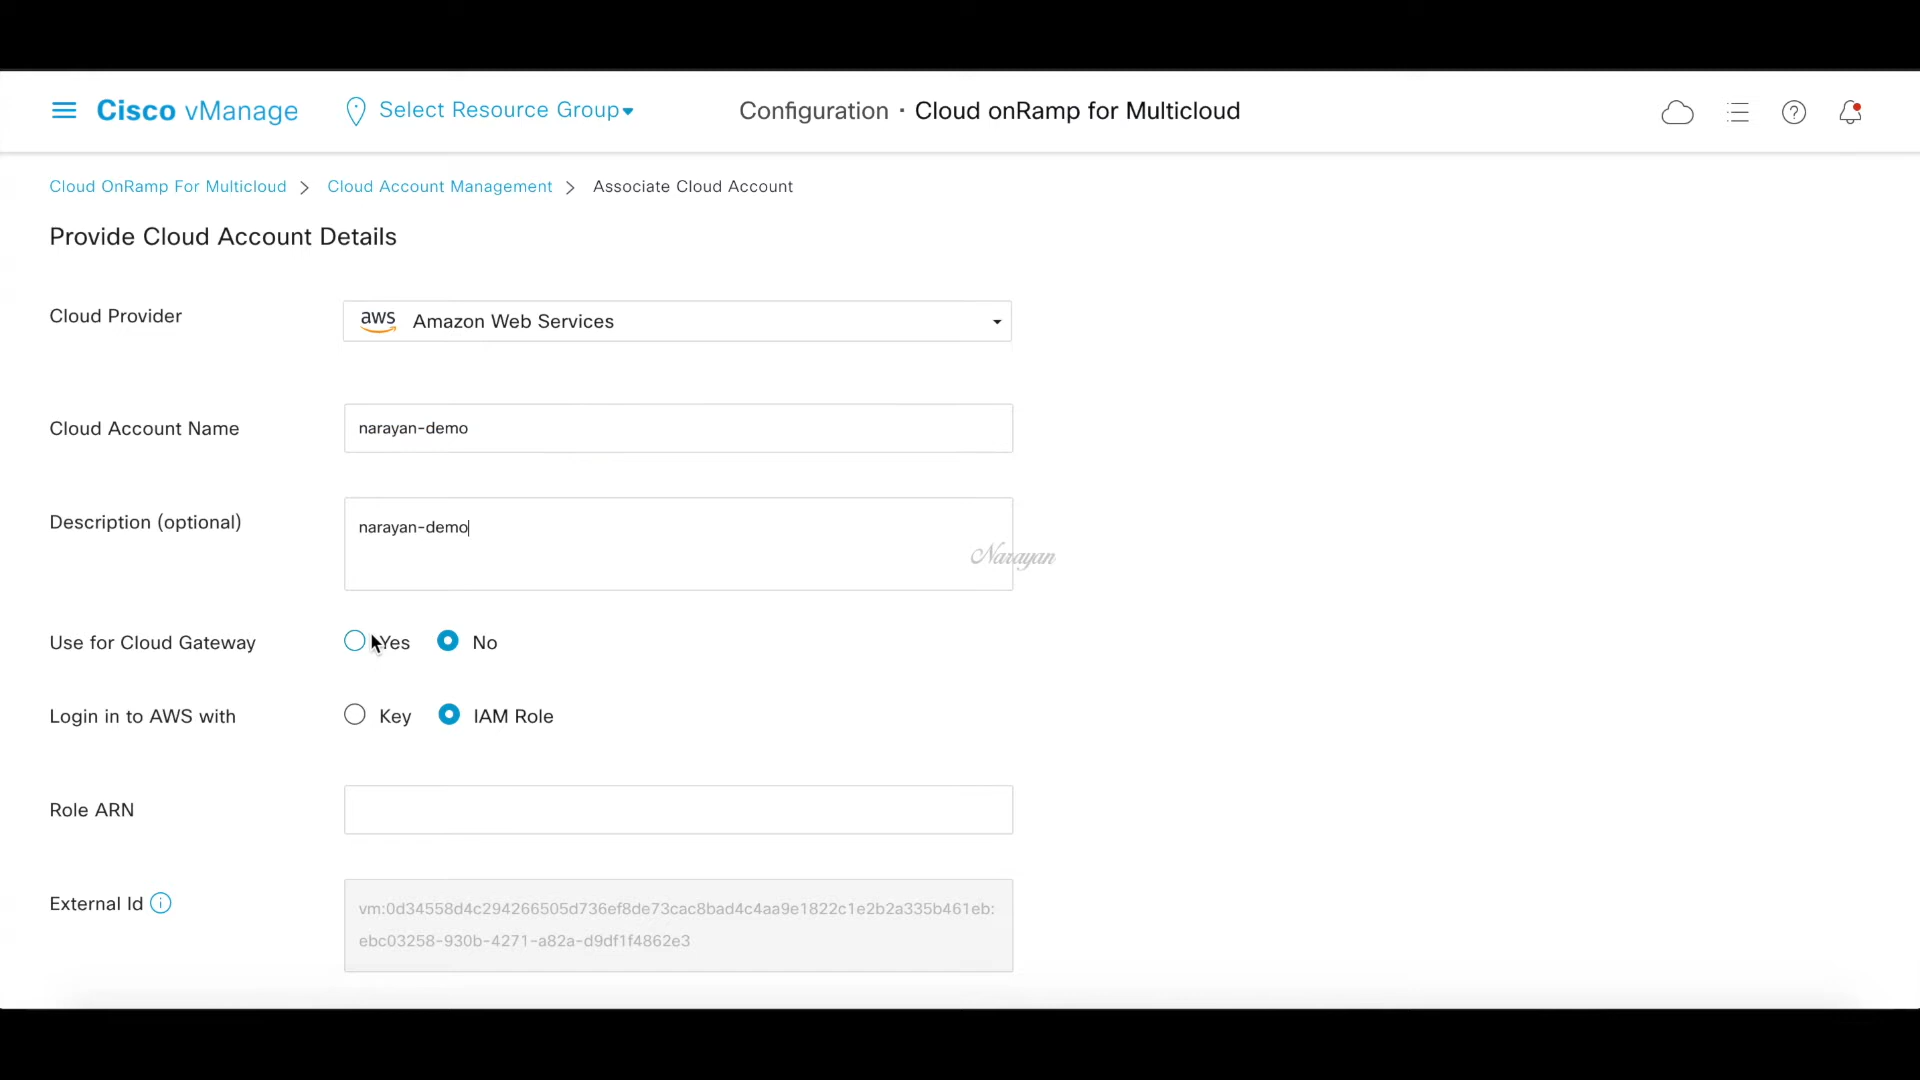 Cisco vManage
Select Resource Group
Configuration · Cloud onRamp for Multicloud
Cloud OnRamp For Multicloud > Cloud Account Management > Associate Cloud Account
Provide Cloud Account Details
Cloud Provider
aws Amazon Web Services
Cloud Account Name
narayan-demo
Description (optional)
narayan-demo
Narayan
Use for Cloud Gateway
Yes No
Login in to AWS with
Key IAM Role
Role ARN
External Id
vm:0d34558d4c294266505d736ef8de73cac8bad4c4aa9e1822c1e2b2a335b461eb:
ebc03258-930b-4271-a82a-d9df1f4862e3